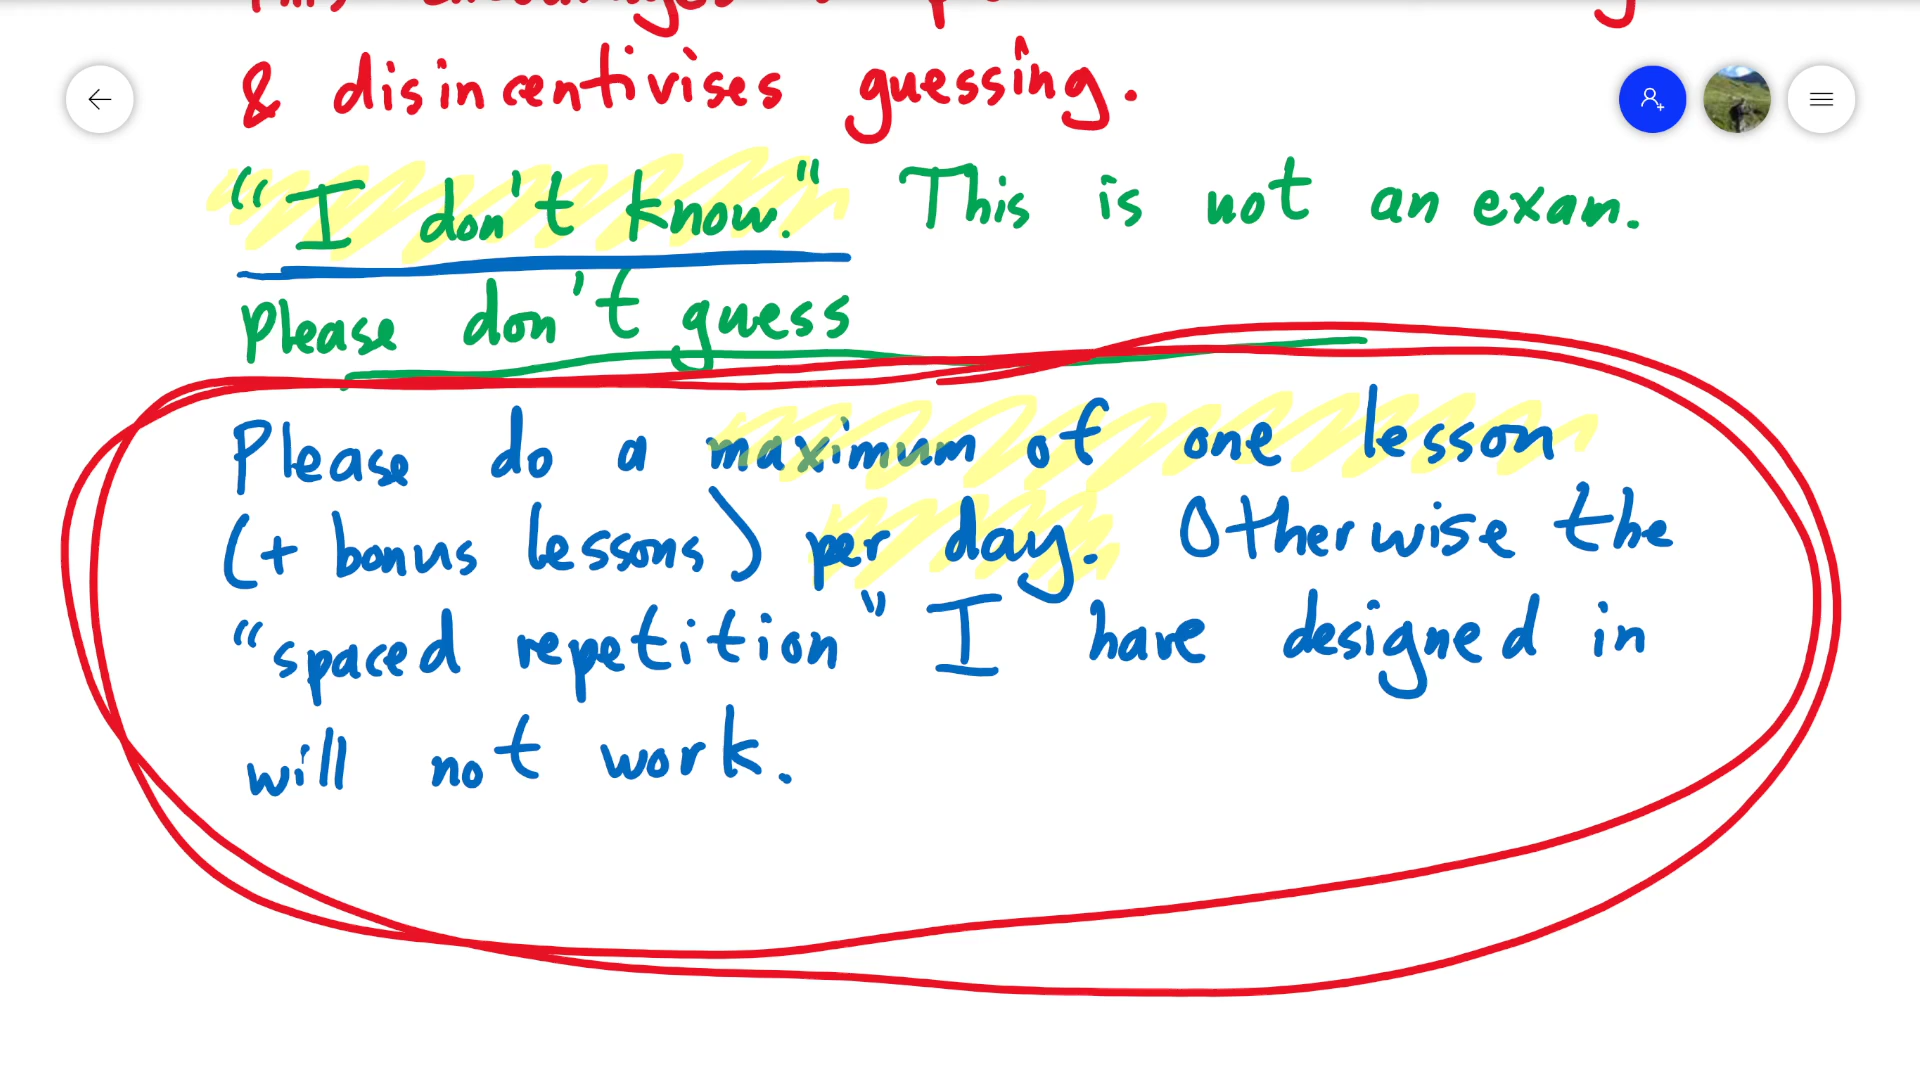 & disincentivises guessing.
"I don't know." This is not an exam.
Please don't guess
Please do a maximum of one lesson
(+ bonus lessons) per day. Otherwise the
"spaced repetition" I have designed in
will not work.